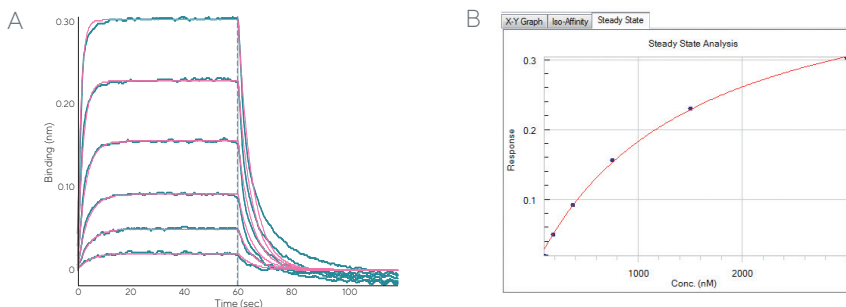 A
0.30
0.20
0.10
0
Binding (nm)
0
20
40
60
80
100
Time (sec)
B
X-Y Graph
Iso-Affinity
Steady State
Steady State Analysis
0.3
0.2
0.1
Response
1000
2000
Conc. (nM)